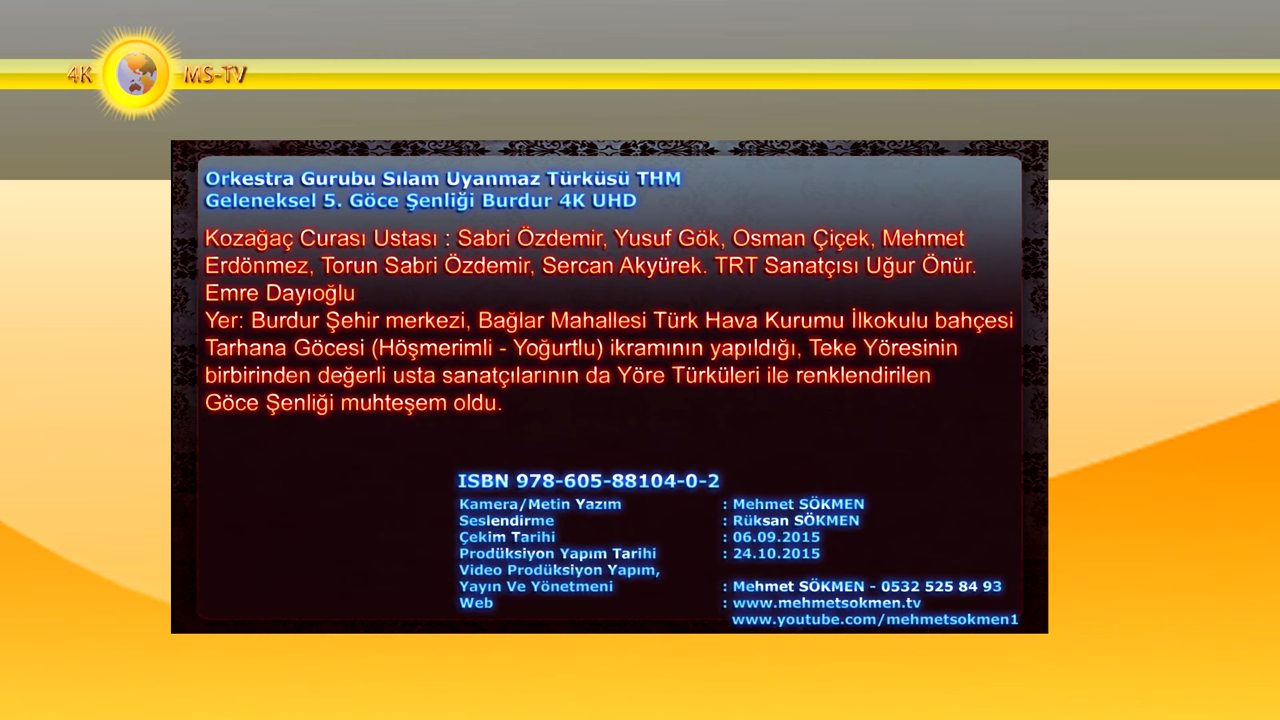 4K MS-TV
Orkestra Gurubu Sılam Uyanmaz Türküsü THM
Geleneksel 5. Göce Şenliği Burdur 4K UHD
Kozağaç Curası Ustası : Sabri Özdemir, Yusuf Gök, Osman Çiçek, Mehmet
Erdönmez, Torun Sabri Özdemir, Sercan Akyürek. TRT Sanatçısı Uğur Önür.
Emre Dayıoğlu
Yer: Burdur Şehir merkezi, Bağlar Mahallesi Türk Hava Kurumu İlkokulu bahçesi
Tarhana Göcesi (Höşmerimli - Yoğurtlu) ikramının yapıldığı, Teke Yöresinin
birbirinden değerli usta sanatçılarının da Yöre Türküleri ile renklendirilen
Göce Şenliği muhteşem oldu.
ISBN 978-605-88104-0-2
Kamera/Metin Yazım : Mehmet SÖKMEN
Seslendirme : Rüksan SÖKMEN
Çekim Tarihi : 06.09.2015
Prodüksiyon Yapım Tarihi : 24.10.2015
Video Prodüksiyon Yapım,
Yayın Ve Yönetmeni : Mehmet SÖKMEN - 0532 525 84 93
Web : www.mehmetsokmen.tv
www.youtube.com/mehmetsokmen1